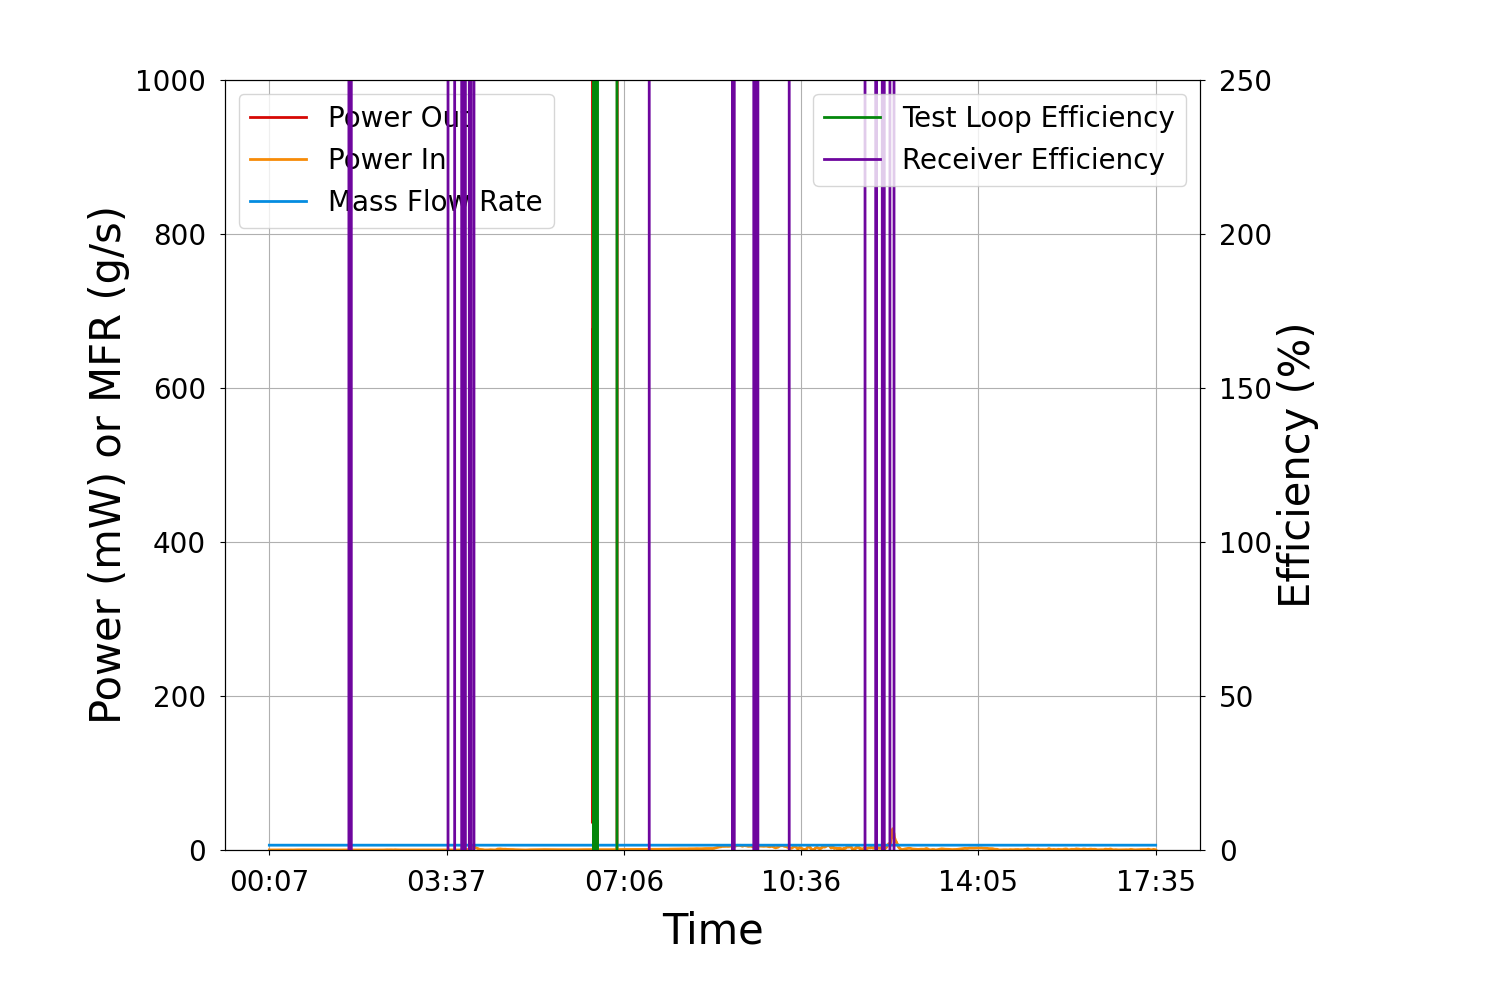 1000
800
600
400
200
0
Power (mW) or MFR (g/s)
Power Out
Power In
Mass Flow Rate
Test Loop Efficiency
Receiver Efficiency
250
200
150
100
50
0
Efficiency (%)
00:07 03:37 07:06 10:36 14:05 17:35
Time